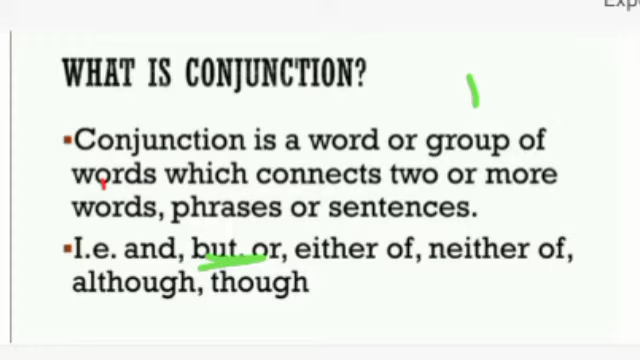 WHAT IS CONJUNCTION?
▪Conjunction is a word or group of
words which connects two or more
words, phrases or sentences.
▪I.e. and, but, or, either of, neither of,
although, though